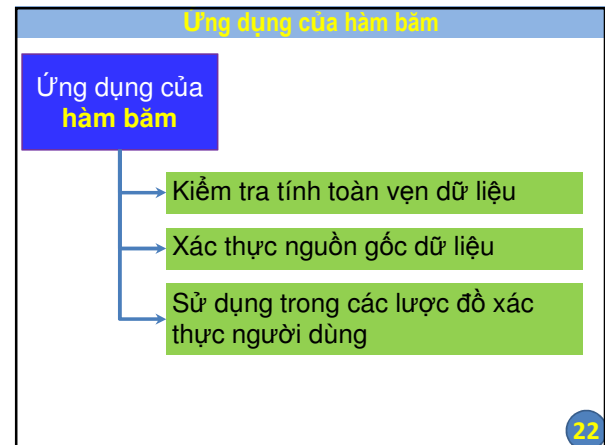 Ứng dụng của hàm băm
Ứng dụng của
hàm băm
Kiểm tra tính toàn vẹn dữ liệu
Xác thực nguồn gốc dữ liệu
Sử dụng trong các lược đồ xác
thực người dùng
22